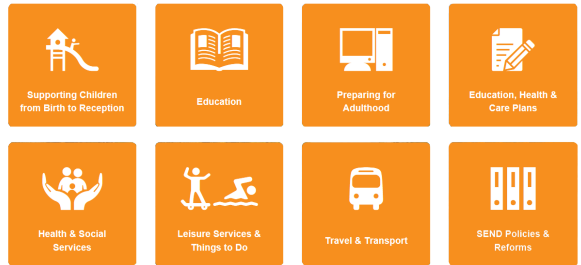 Supporting Children
from Birth to Reception
Education
Preparing for
Adulthood
Education, Health &
Care Plans
Health & Social
Services
Leisure Services &
Things to Do
Travel & Transport
SEND Policies &
Reforms